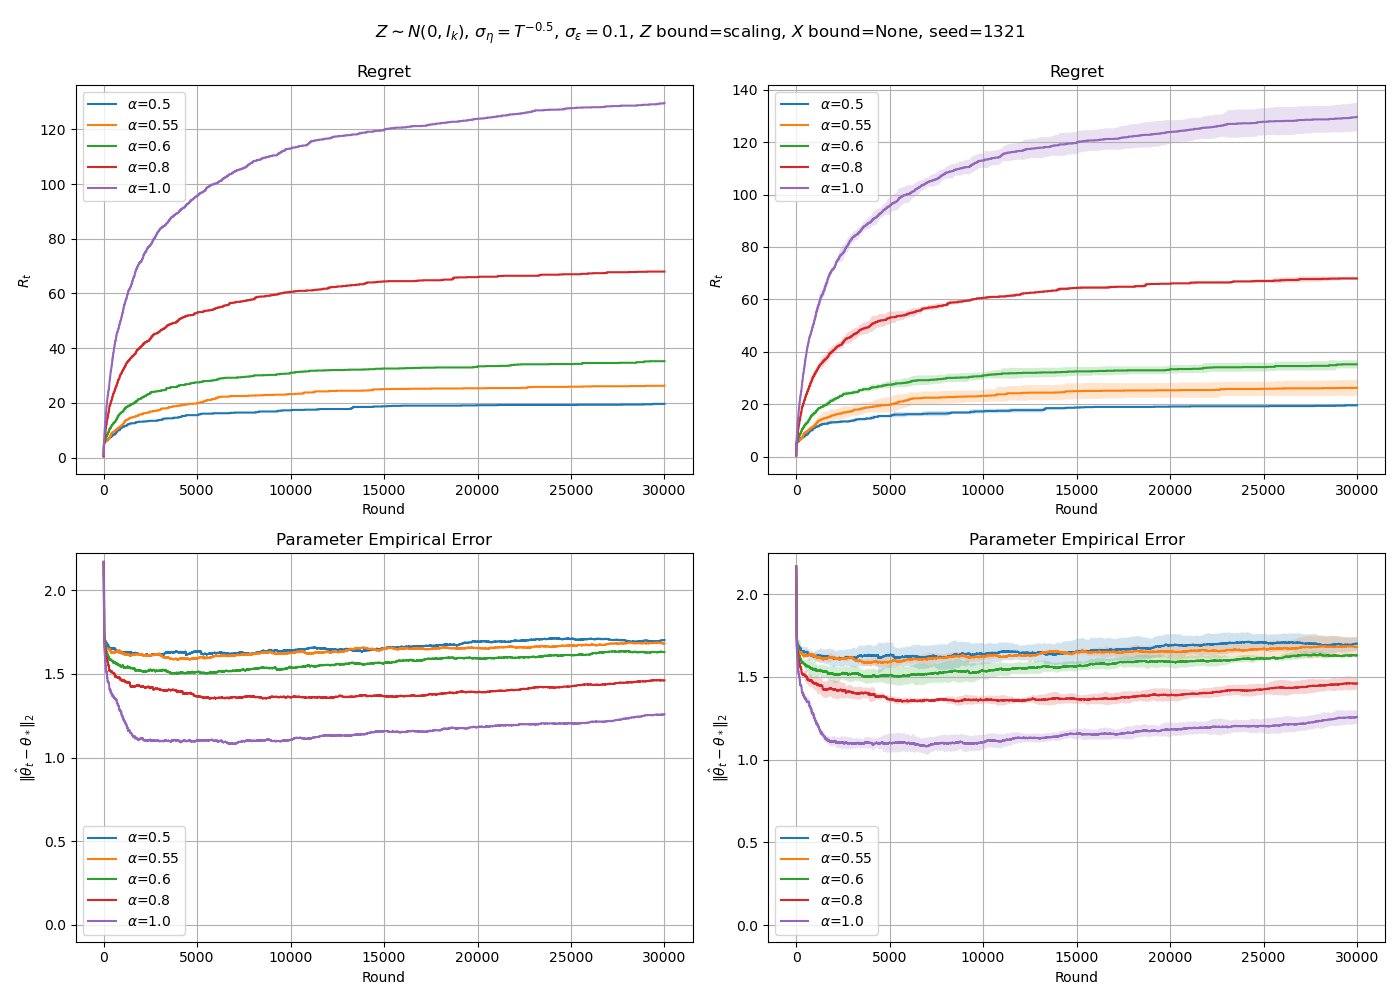 Z ∼ N(0, I_k), σ_η = T^{−0.5}, σ_ε = 0.1, Z bound=scaling, X bound=None, seed=1321
Regret
R_t
120
100
80
60
40
20
0
α=0.5
α=0.55
α=0.6
α=0.8
α=1.0
0 5000 10000 15000 20000 25000 30000
Round
Regret
R_t
140
120
100
80
60
40
20
0
α=0.5
α=0.55
α=0.6
α=0.8
α=1.0
0 5000 10000 15000 20000 25000 30000
Round
Parameter Empirical Error
‖θ̂_t − θ_*‖_2
2.0
1.5
1.0
0.5
0.0
α=0.5
α=0.55
α=0.6
α=0.8
α=1.0
0 5000 10000 15000 20000 25000 30000
Round
Parameter Empirical Error
‖θ̂_t − θ_*‖_2
2.0
1.5
1.0
0.5
0.0
α=0.5
α=0.55
α=0.6
α=0.8
α=1.0
0 5000 10000 15000 20000 25000 30000
Round